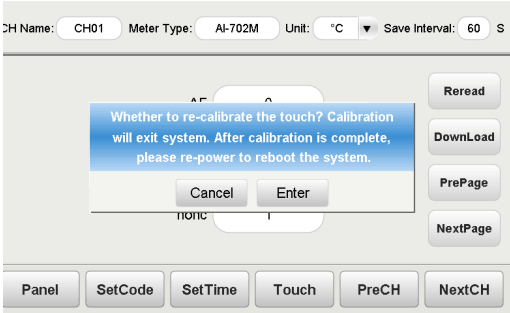 CH Name: CH01 Meter Type: AI-702M Unit: °C Save Interval: 60 S
Reread
Whether to re-calibrate the touch? Calibration
will exit system. After calibration is complete,
please re-power to reboot the system.
DownLoad
PrePage
Cancel Enter
nonc 1
NextPage
Panel SetCode SetTime Touch PreCH NextCH